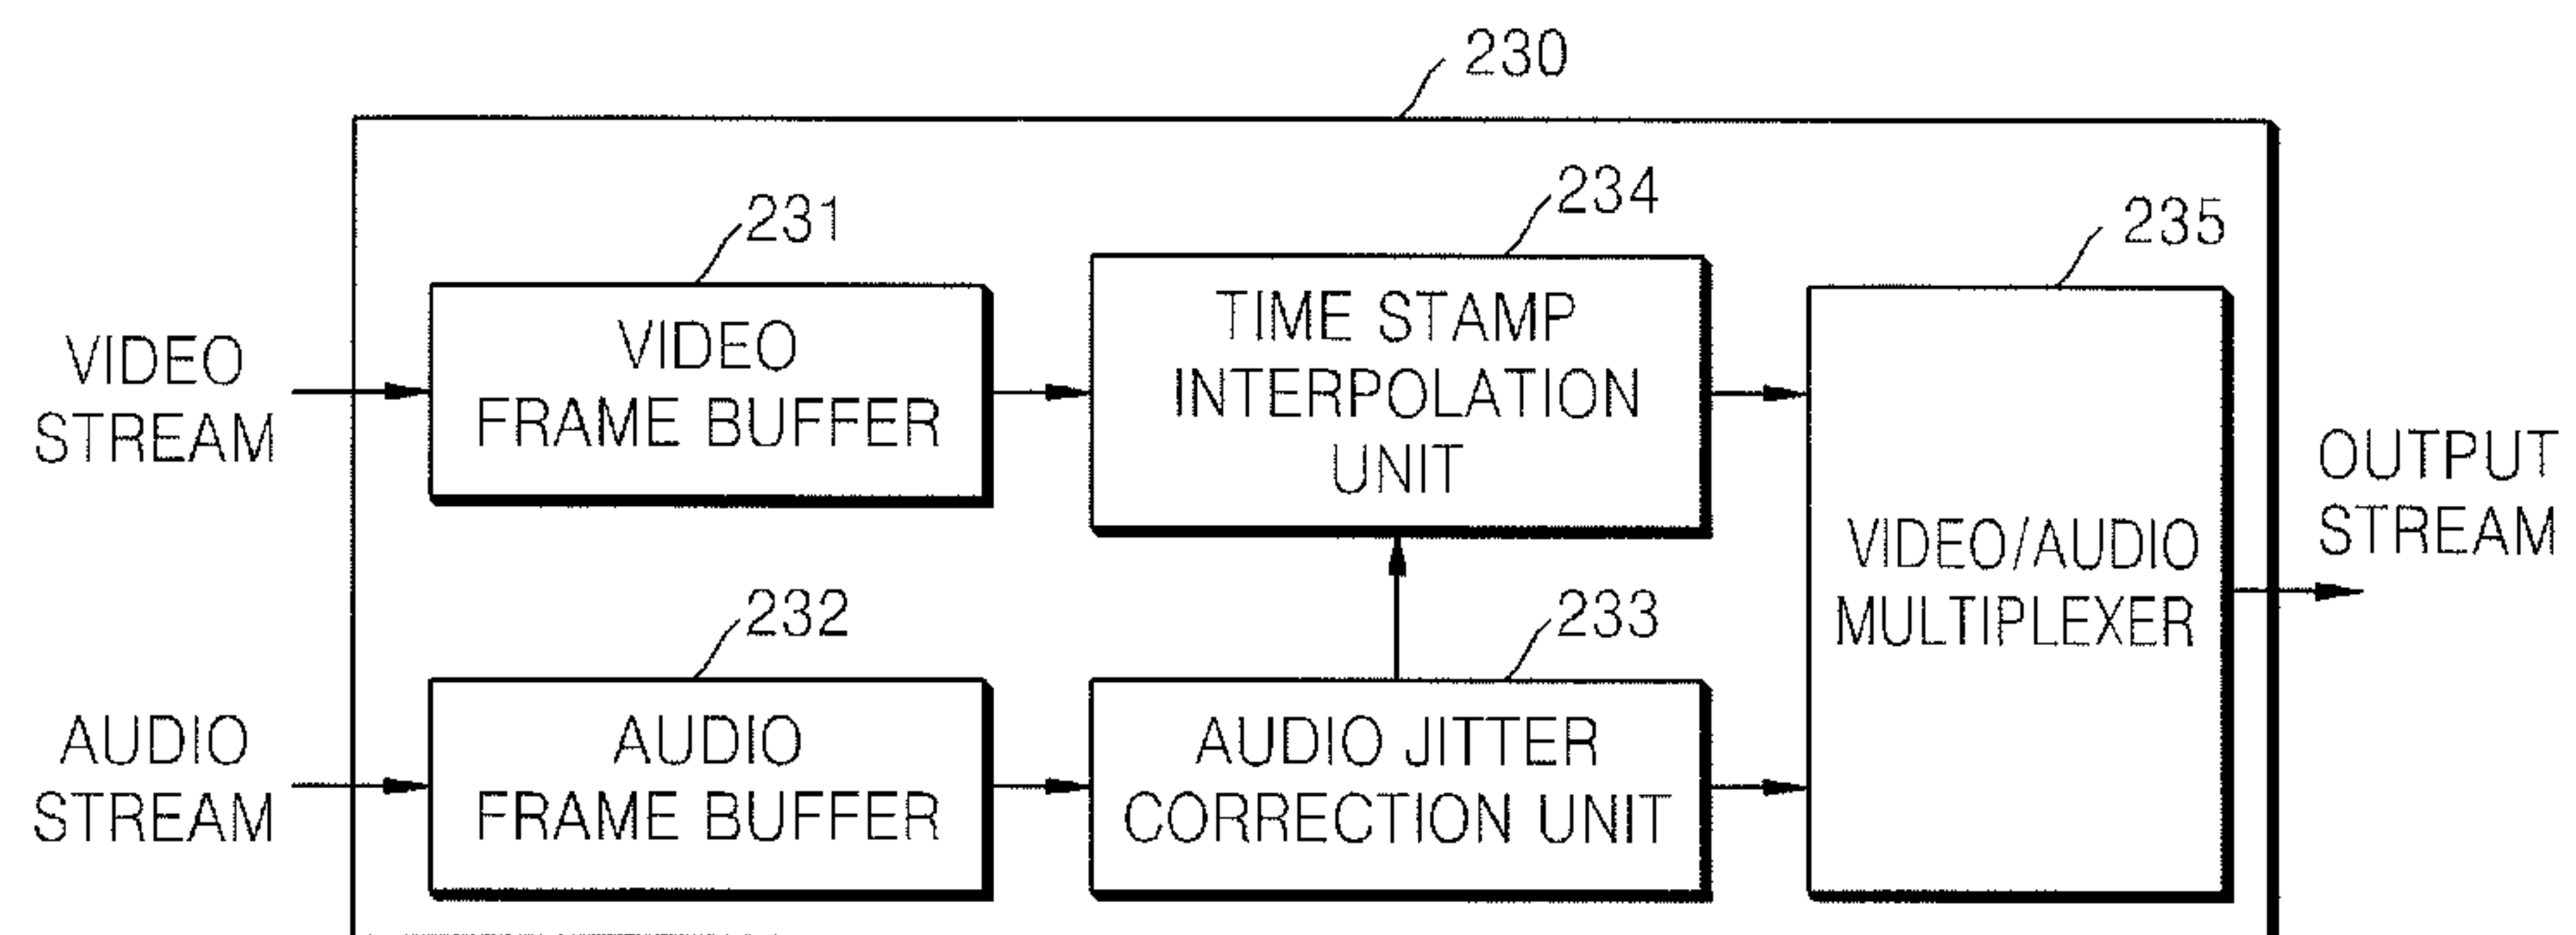 230
231
234
235
VIDEO
STREAM
VIDEO
FRAME BUFFER
TIME STAMP
INTERPOLATION
UNIT
OUTPUT
STREAM
VIDEO/AUDIO
MULTIPLEXER
232
233
AUDIO
STREAM
AUDIO
FRAME BUFFER
AUDIO JITTER
CORRECTION UNIT